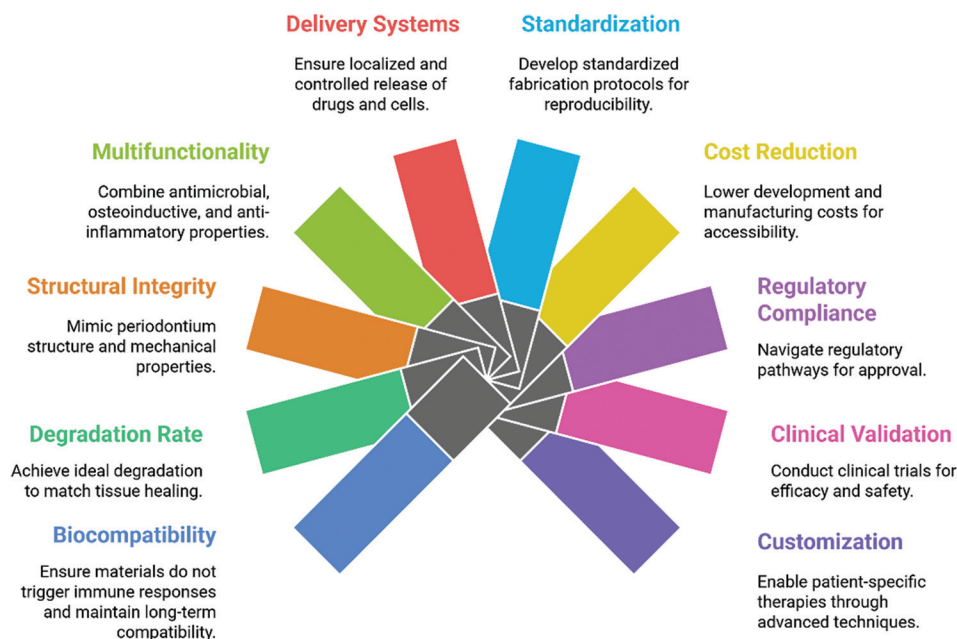 Delivery Systems
Ensure localized and
controlled release of
drugs and cells.
Standardization
Develop standardized
fabrication protocols for
reproducibility.
Multifunctionality
Combine antimicrobial,
osteoinductive, and anti-
inflammatory properties.
Cost Reduction
Lower development and
manufacturing costs for
accessibility.
Structural Integrity
Mimic periodontium
structure and mechanical
properties.
Regulatory
Compliance
Navigate regulatory
pathways for approval.
Degradation Rate
Achieve ideal degradation
to match tissue healing.
Clinical Validation
Conduct clinical trials for
efficacy and safety.
Biocompatibility
Ensure materials do not
trigger immune responses
and maintain long-term
compatibility.
Customization
Enable patient-specific
therapies through
advanced techniques.